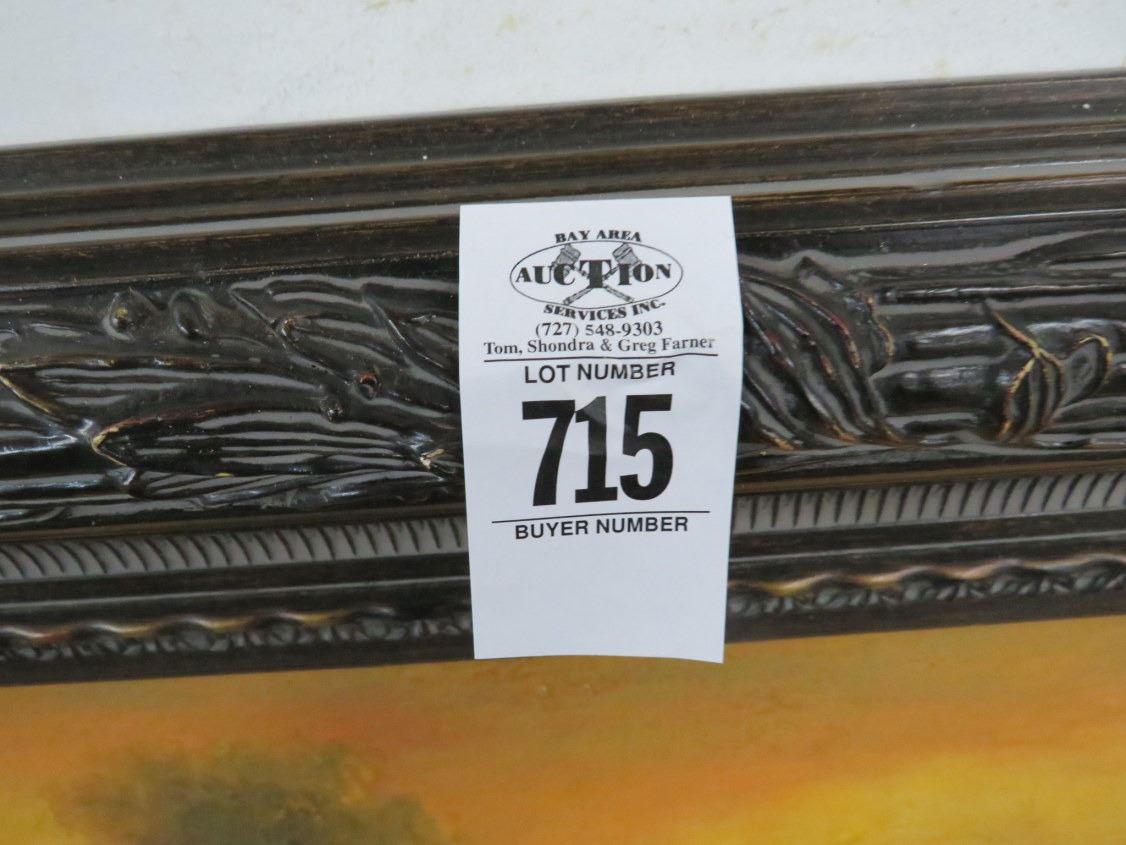 BAY AREA
AUCTION
SERVICES INC.
(727) 548-9303
Tom, Shondra & Greg Farner
LOT NUMBER
715
BUYER NUMBER